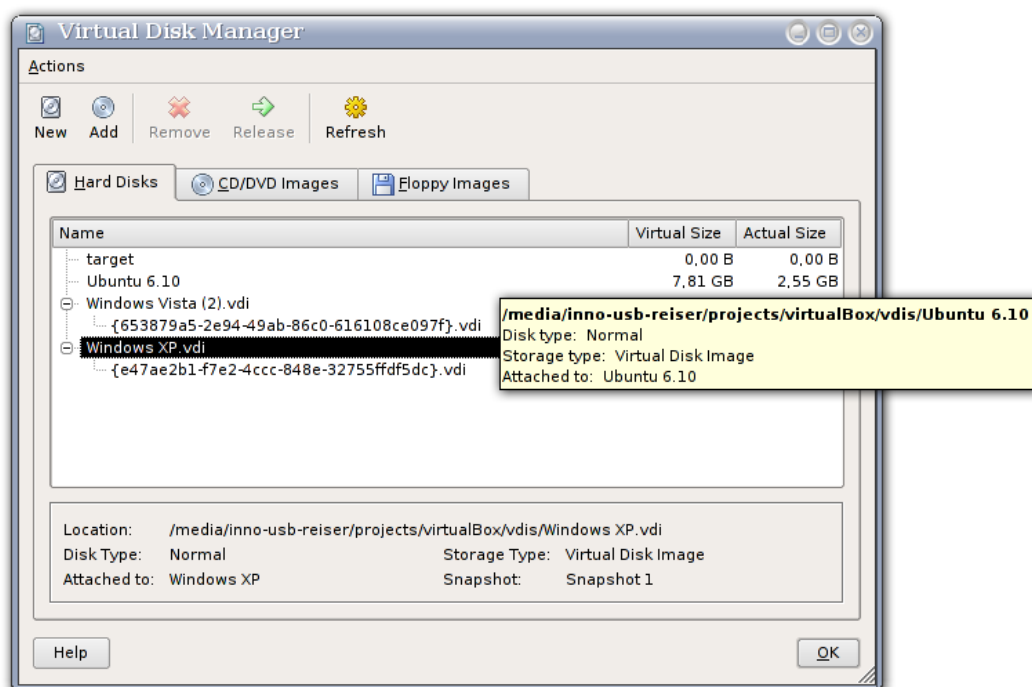 Virtual Disk Manager
Actions
New Add Remove Release Refresh
Hard Disks CD/DVD Images Floppy Images
Name Virtual Size Actual Size
target 0,00 B 0,00 B
Ubuntu 6.10 7,81 GB 2,55 GB
Windows Vista (2).vdi
{653879a5-2e94-49ab-86c0-616108ce097f}.vdi
Windows XP.vdi
{e47ae2b1-f7e2-4ccc-848e-32755ffdf5dc}.vdi
/media/inno-usb-reiser/projects/virtualBox/vdis/Ubuntu 6.10
Disk type: Normal
Storage type: Virtual Disk Image
Attached to: Ubuntu 6.10
Location: /media/inno-usb-reiser/projects/virtualBox/vdis/Windows XP.vdi
Disk Type: Normal Storage Type: Virtual Disk Image
Attached to: Windows XP Snapshot: Snapshot 1
Help OK